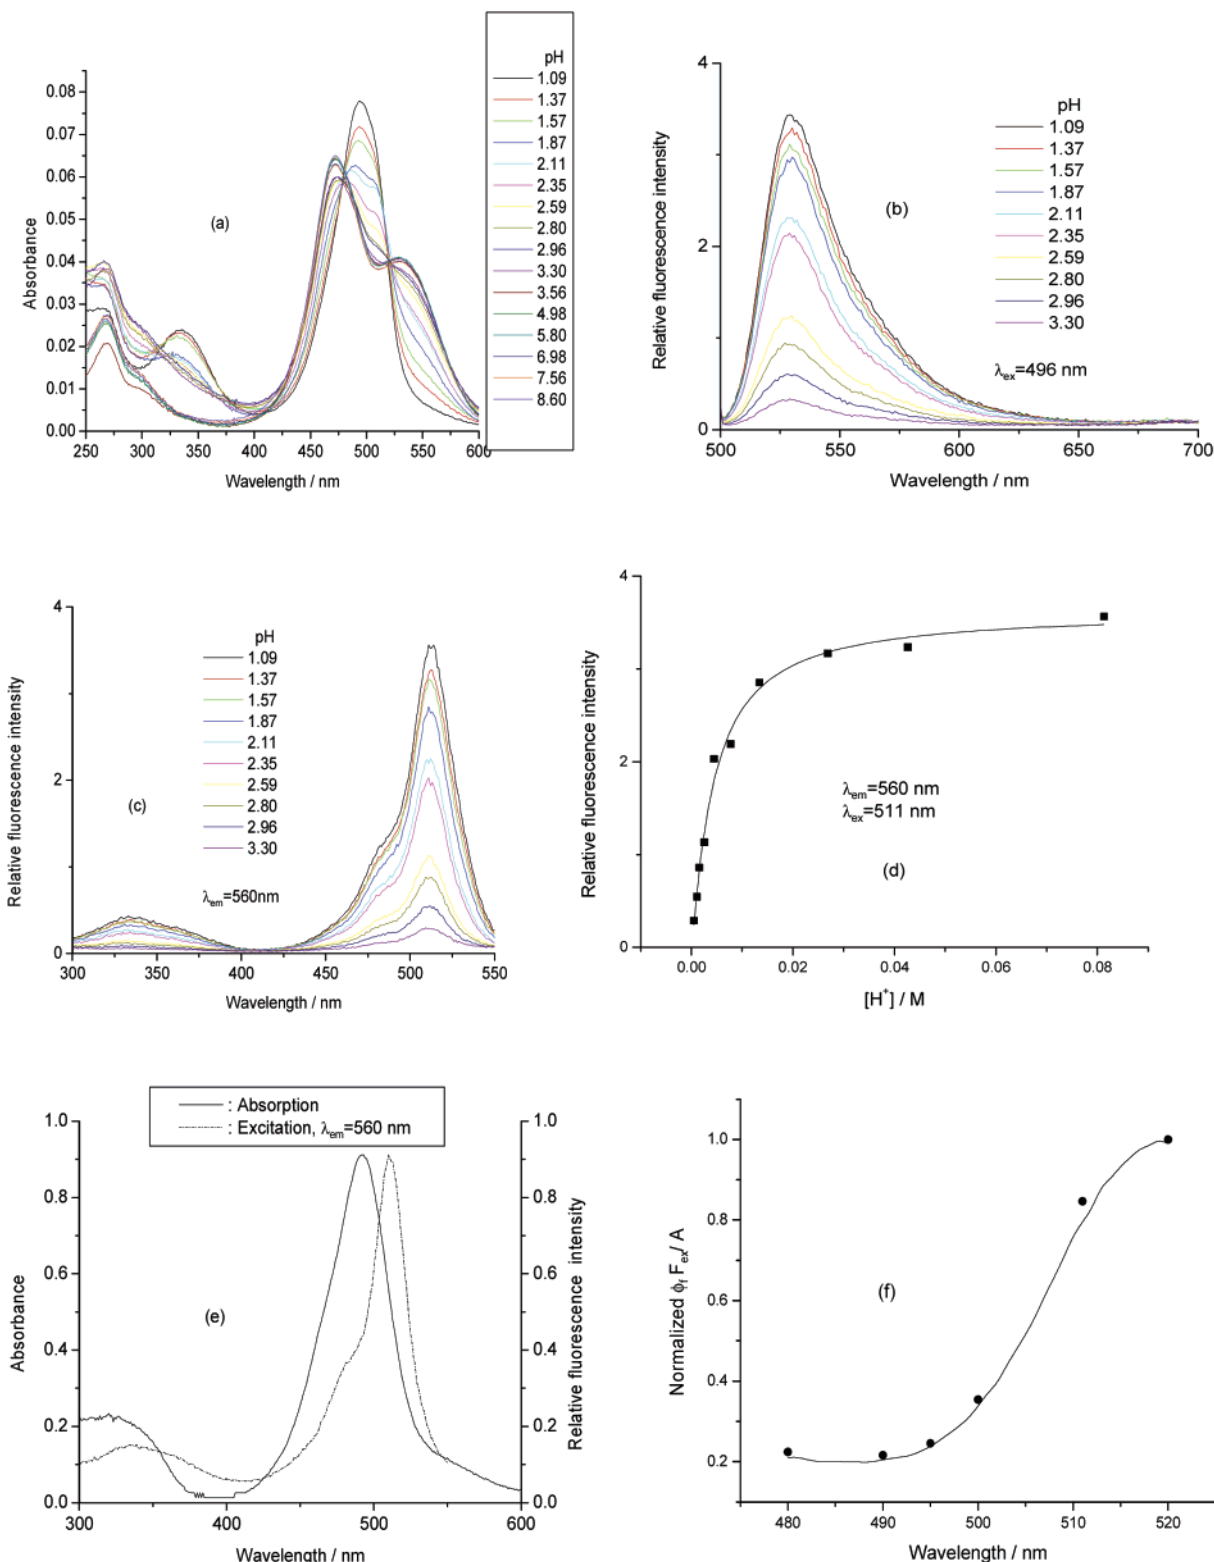 pH
1.09
1.37
1.57
1.87
2.11
2.35
2.59
2.80
2.96
3.30
3.56
4.98
5.80
6.98
7.56
8.60
0.08
0.07
0.06
0.05
0.04
0.03
0.02
0.01
0.00
Absorbance
(a)
250 300 350 400 450 500 550 600
Wavelength / nm
4
2
0
Relative fluorescence intensity
pH
1.09
1.37
1.57
1.87
2.11
2.35
2.59
2.80
2.96
3.30
(b)
λex=496 nm
500 550 600 650 700
Wavelength / nm
4
2
0
Relative fluorescence intensity
pH
1.09
1.37
1.57
1.87
2.11
2.35
2.59
2.80
2.96
3.30
(c)
λem=560nm
300 350 400 450 500 550
Wavelength / nm
4
2
0
Relative fluorescence intensity
λem=560 nm
λex=511 nm
(d)
0.00 0.02 0.04 0.06 0.08
[H+] / M
: Absorption
: Excitation, λem=560 nm
1.0
0.8
0.6
0.4
0.2
0.0
Absorbance
(e)
1.0
0.8
0.6
0.4
0.2
0.0
Relative fluorescence intensity
300 400 500 600
Wavelength / nm
1.0
0.8
0.6
0.4
0.2
Normalized ϕf Fex/ A
(f)
480 490 500 510 520
Wavelength / nm